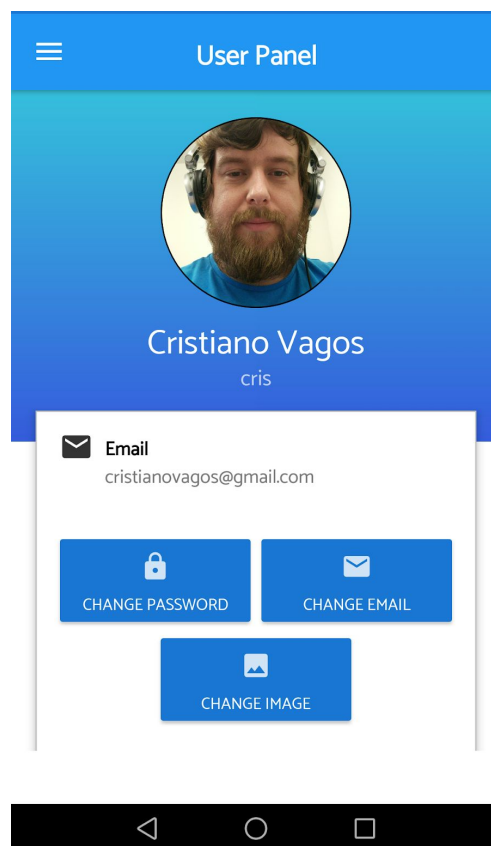 User Panel
Cristiano Vagos
cris
Email
cristianovagos@gmail.com
CHANGE PASSWORD
CHANGE EMAIL
CHANGE IMAGE